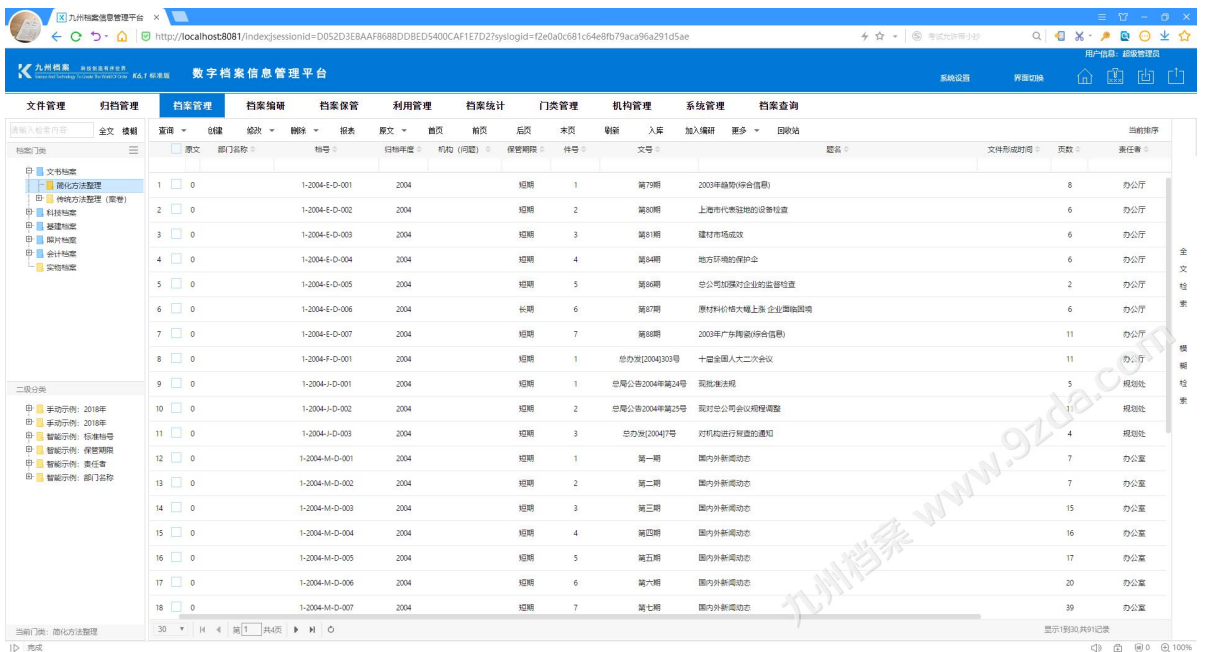 九州档案信息管理平台 ×
http://localhost:8081/index;jsessionid=D052D3E8AAF8688DDBED5400CAF1E7D2?syslogid=f2e0a0c681c64e8fb79aca96a291d5ae
用户信息：超级管理员
九州档案 K6.1 标准版 数字档案信息管理平台 系统设置 界面切换
文件管理 归档管理 档案管理 档案编研 档案保管 利用管理 档案统计 门类管理 机构管理 系统管理 档案查询
请输入检索内容 全文 模糊 查询 创建 修改 删除 报表 原文 首页 前页 后页 末页 刷新 入库 加入编研 更多 回收站 当前排序
档案门类 原文 部门名称 档号 归档年度 机构（问题） 保管期限 件号 文号 题名 文件形成时间 页数 责任者
文书档案
简化方法整理
传统方法整理（案卷）
科技档案
基建档案
照片档案
会计档案
实物档案
1 0 1-2004-E-D-001 2004 短期 1 第79期 2003年趋势(综合信息) 8 办公厅
2 0 1-2004-E-D-002 2004 短期 2 第80期 上海市代表驻地的设备检查 6 办公厅
3 0 1-2004-E-D-003 2004 短期 3 第81期 建材市场成效 6 办公厅
4 0 1-2004-E-D-004 2004 短期 4 第84期 地方环境的保护伞 6 办公厅
5 0 1-2004-E-D-005 2004 短期 5 第86期 总公司加强对企业的监督检查 2 办公厅
6 0 1-2004-E-D-006 2004 长期 6 第87期 原材料价格大幅上涨 企业面临困境 6 办公厅
7 0 1-2004-E-D-007 2004 短期 7 第88期 2003年广东陶瓷(综合信息) 11 办公厅
8 0 1-2004-F-D-001 2004 短期 1 总办发[2004]303号 十届全国人大二次会议 11 办公厅
9 0 1-2004-J-D-001 2004 短期 1 总局公告2004年第24号 现批准法规 5 规划处
10 0 1-2004-J-D-002 2004 短期 2 总局公告2004年第25号 现对总公司会议规程调整 11 规划处
11 0 1-2004-J-D-003 2004 短期 3 总办发[2004]7号 对机构进行复查的通知 4 规划处
12 0 1-2004-M-D-001 2004 短期 1 第一期 国内外新闻动态 7 办公室
13 0 1-2004-M-D-002 2004 短期 2 第二期 国内外新闻动态 7 办公室
14 0 1-2004-M-D-003 2004 短期 3 第三期 国内外新闻动态 15 办公室
15 0 1-2004-M-D-004 2004 短期 4 第四期 国内外新闻动态 16 办公室
16 0 1-2004-M-D-005 2004 短期 5 第五期 国内外新闻动态 17 办公室
17 0 1-2004-M-D-006 2004 短期 6 第六期 国内外新闻动态 20 办公室
18 0 1-2004-M-D-007 2004 短期 7 第七期 国内外新闻动态 39 办公室
二级分类
手动示例：2018年
手动示例：2018年
智能示例：标准档号
智能示例：保管期限
智能示例：责任者
智能示例：部门名称
全文检索
模糊检索
九州档案 www.9zda.com
当前门类：简化方法整理 30 第 1 共4页 显示1到30,共91记录
完成 0 100%